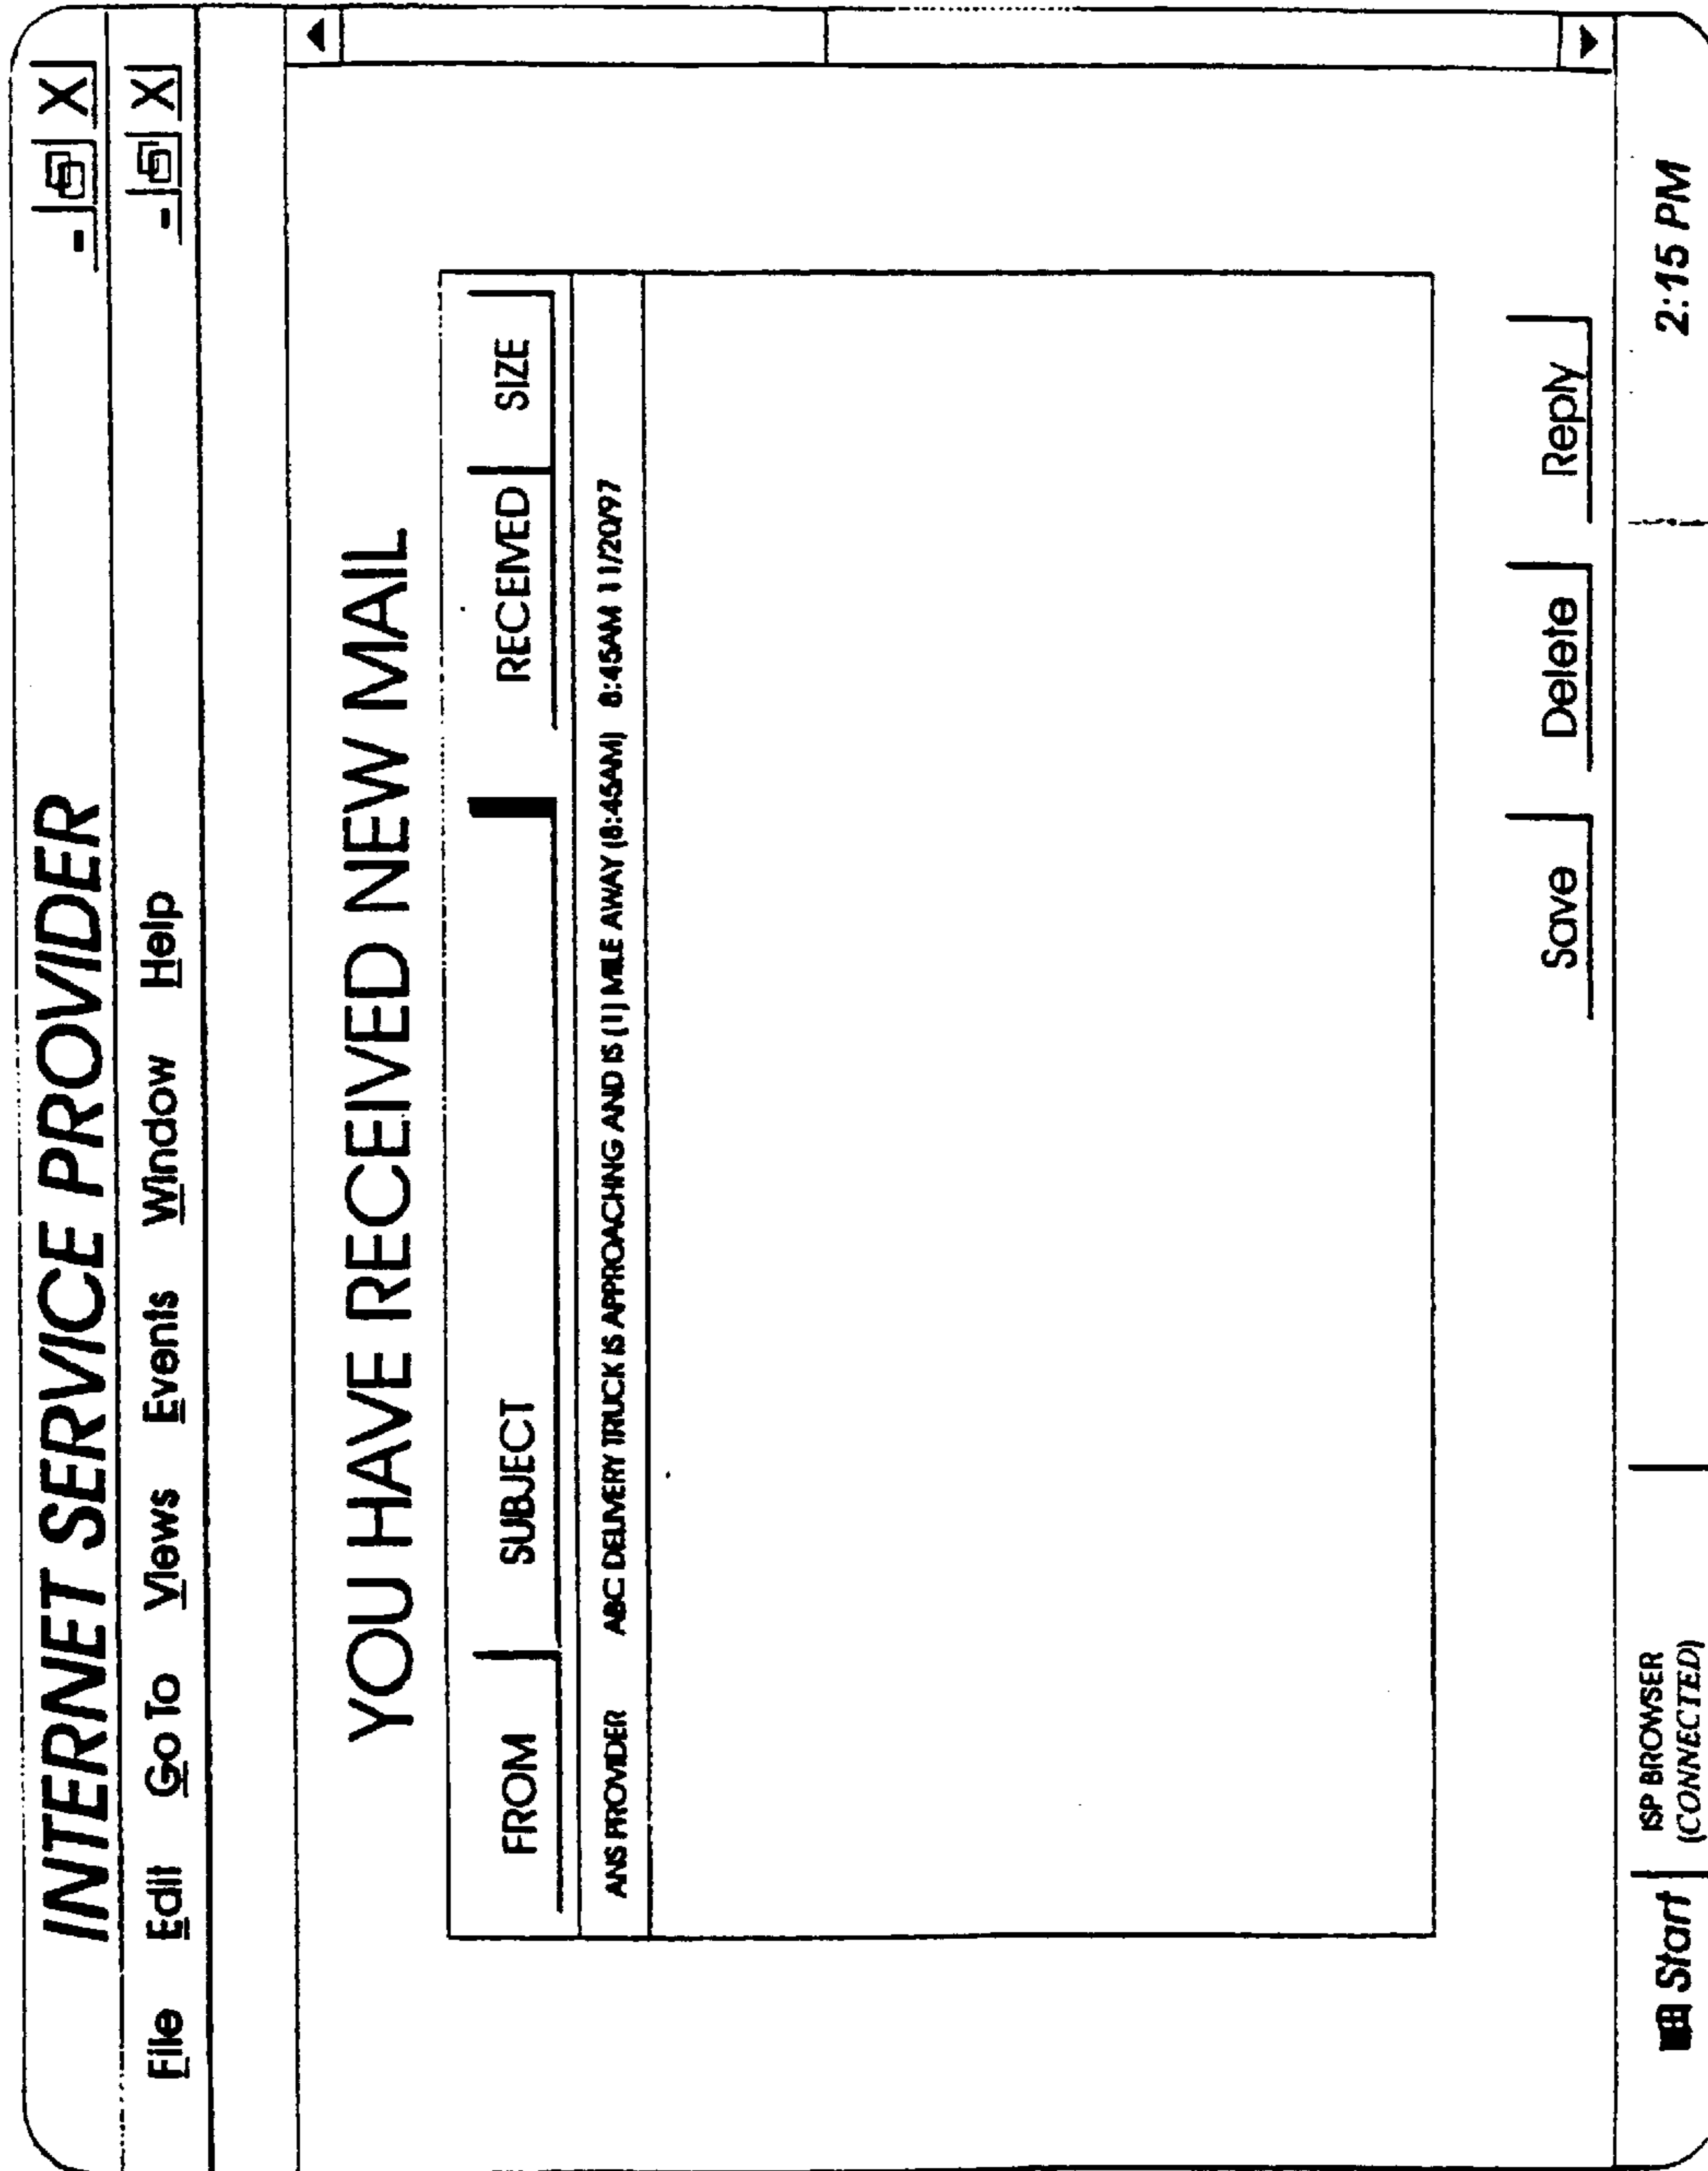 INTERNET SERVICE PROVIDER
File Edit Go To Views Events Window Help
YOU HAVE RECEIVED NEW MAIL
FROM SUBJECT RECEIVED SIZE
ANS PROVIDER ABC DELIVERY TRUCK IS APPROACHING AND IS (1) MILE AWAY (8:45AM) 8:45AM 11/20/97
Save Delete Reply
Start ISP BROWSER 2:15 PM
(CONNECTED)